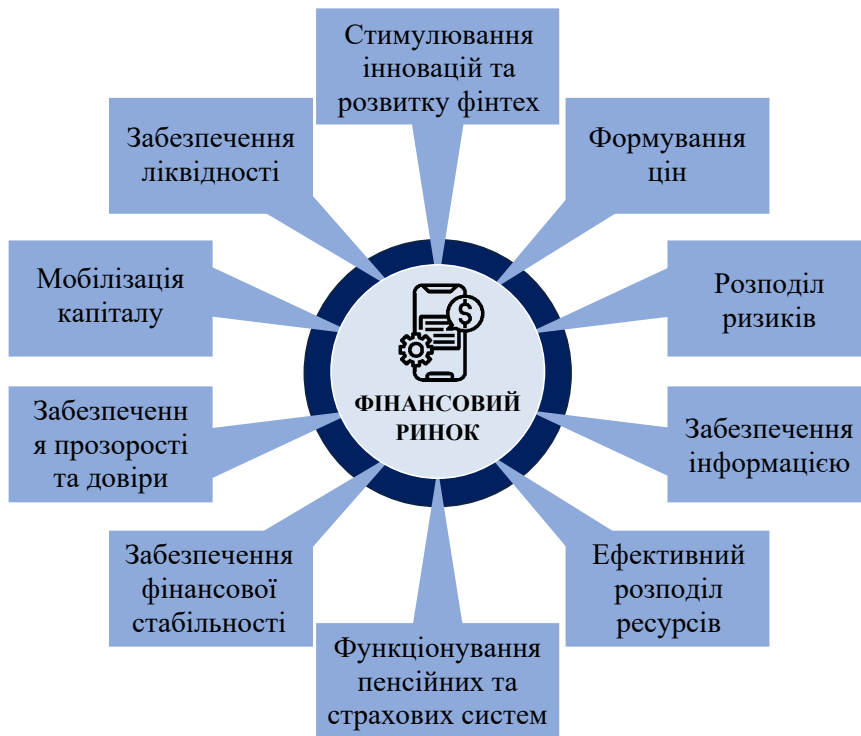 Стимулювання
інновацій та
розвитку фінтех
Забезпечення
ліквідності
Формування
цін
Мобілізація
капіталу
Розподіл
ризиків
$
ФІНАНСОВИЙ
РИНОК
Забезпеченн
я прозорості
та довіри
Забезпечення
інформацією
Забезпечення
фінансової
стабільності
Ефективний
розподіл
ресурсів
Функціонування
пенсійних та
страхових систем